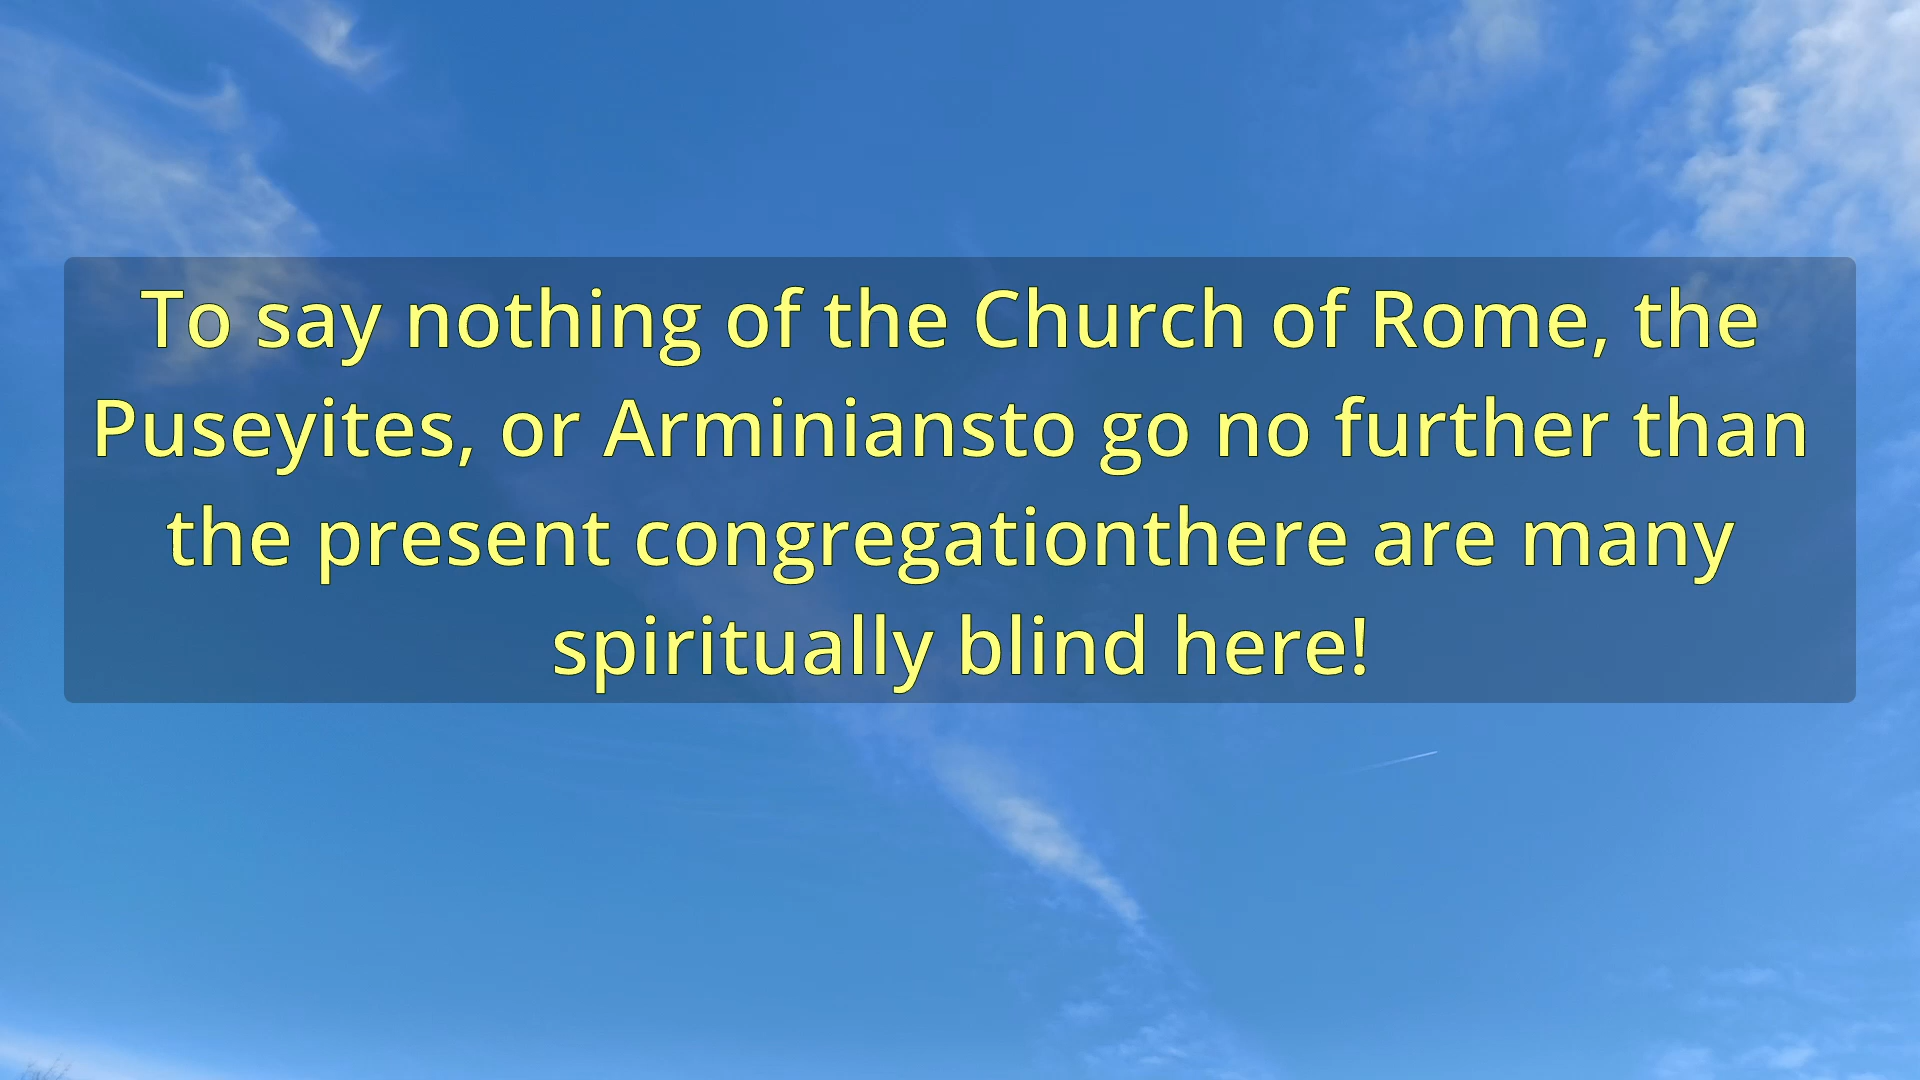 To say nothing of the Church of Rome, the
Puseyites, or Arminiansto go no further than
the present congregationthere are many
spiritually blind here!